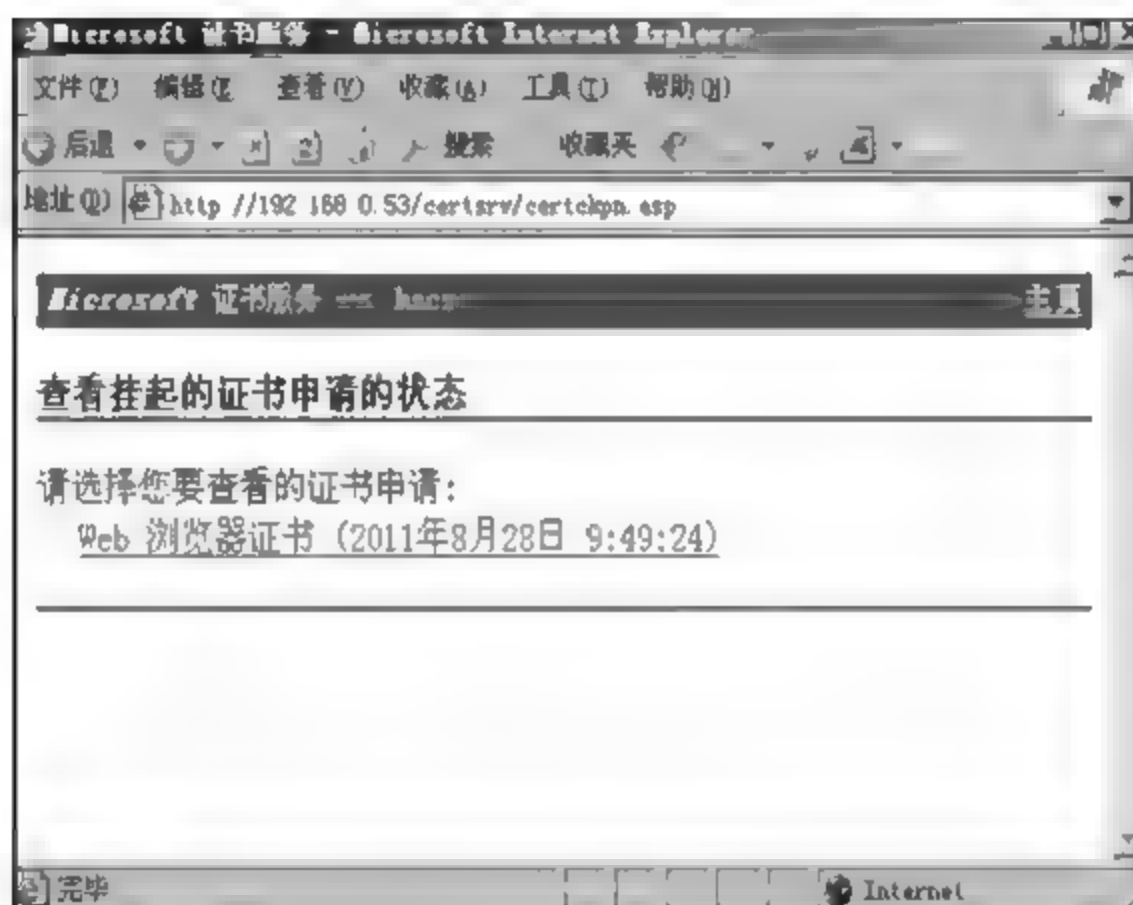 Microsoft 证书服务 - Microsoft Internet Explorer
文件(F) 编辑(E) 查看(V) 收藏(A) 工具(T) 帮助(H)
后退 搜索 收藏夹
地址(D) http //192 168 0.53/certsrv/certckpn.asp
Microsoft 证书服务 -- 主页
查看挂起的证书申请的状态
请选择您要查看的证书申请:
Web 浏览器证书 (2011年8月28日 9:49:24)
完毕 Internet